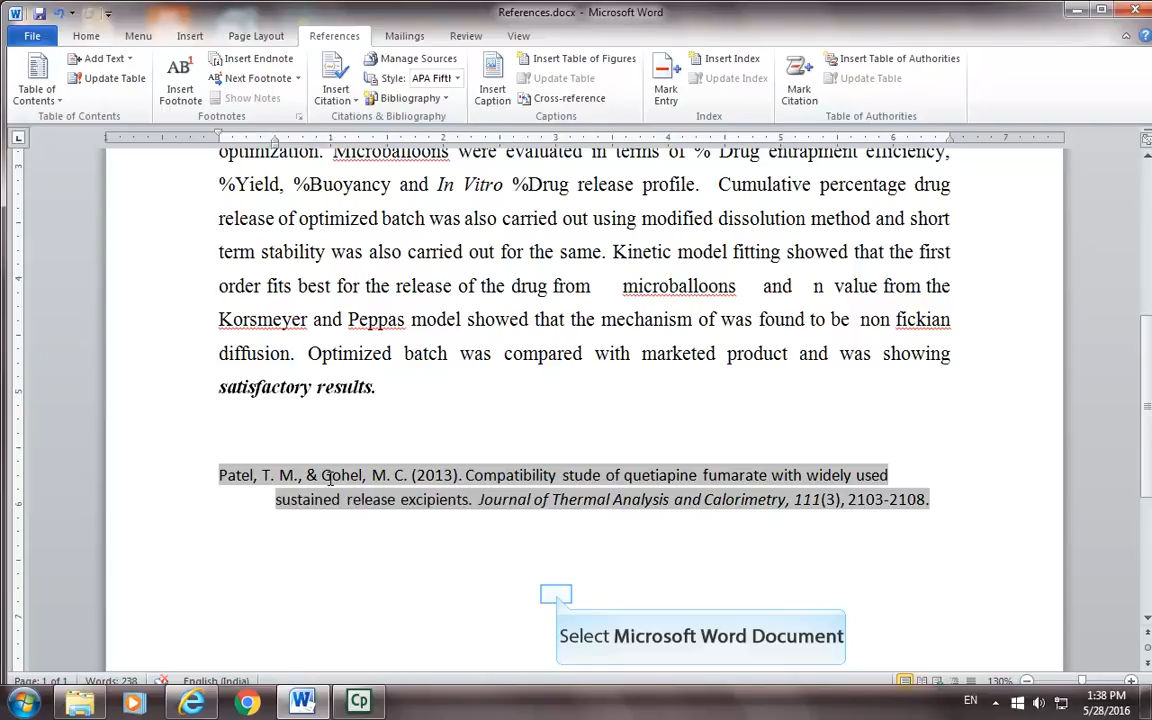 References.docx - Microsoft Word
File Home Menu Insert Page Layout References Mailings Review View
Table of Contents
Add Text
Update Table
Table of Contents
AB1 Insert Footnote
Insert Endnote
Next Footnote
Show Notes
Footnotes
Insert Citation
Manage Sources
Style: APA Fiftl
Bibliography
Citations & Bibliography
Insert Caption
Insert Table of Figures
Update Table
Cross-reference
Captions
Mark Entry
Insert Index
Update Index
Index
Mark Citation
Insert Table of Authorities
Update Table
Table of Authorities
1 1 2 3 4 5 6 7
optimization. Microballoons were evaluated in terms of % Drug entrapment efficiency,
%Yield, %Buoyancy and In Vitro %Drug release profile. Cumulative percentage drug
release of optimized batch was also carried out using modified dissolution method and short
term stability was also carried out for the same. Kinetic model fitting showed that the first
order fits best for the release of the drug from microballoons and n value from the
Korsmeyer and Peppas model showed that the mechanism of was found to be non fickian
diffusion. Optimized batch was compared with marketed product and was showing
satisfactory results.
Patel, T. M., & Gohel, M. C. (2013). Compatibility stude of quetiapine fumarate with widely used
sustained release excipients. Journal of Thermal Analysis and Calorimetry, 111(3), 2103-2108.
Select Microsoft Word Document
Page: 1 of 1 Words: 238 English (India) 130%
EN 1:38 PM
5/28/2016